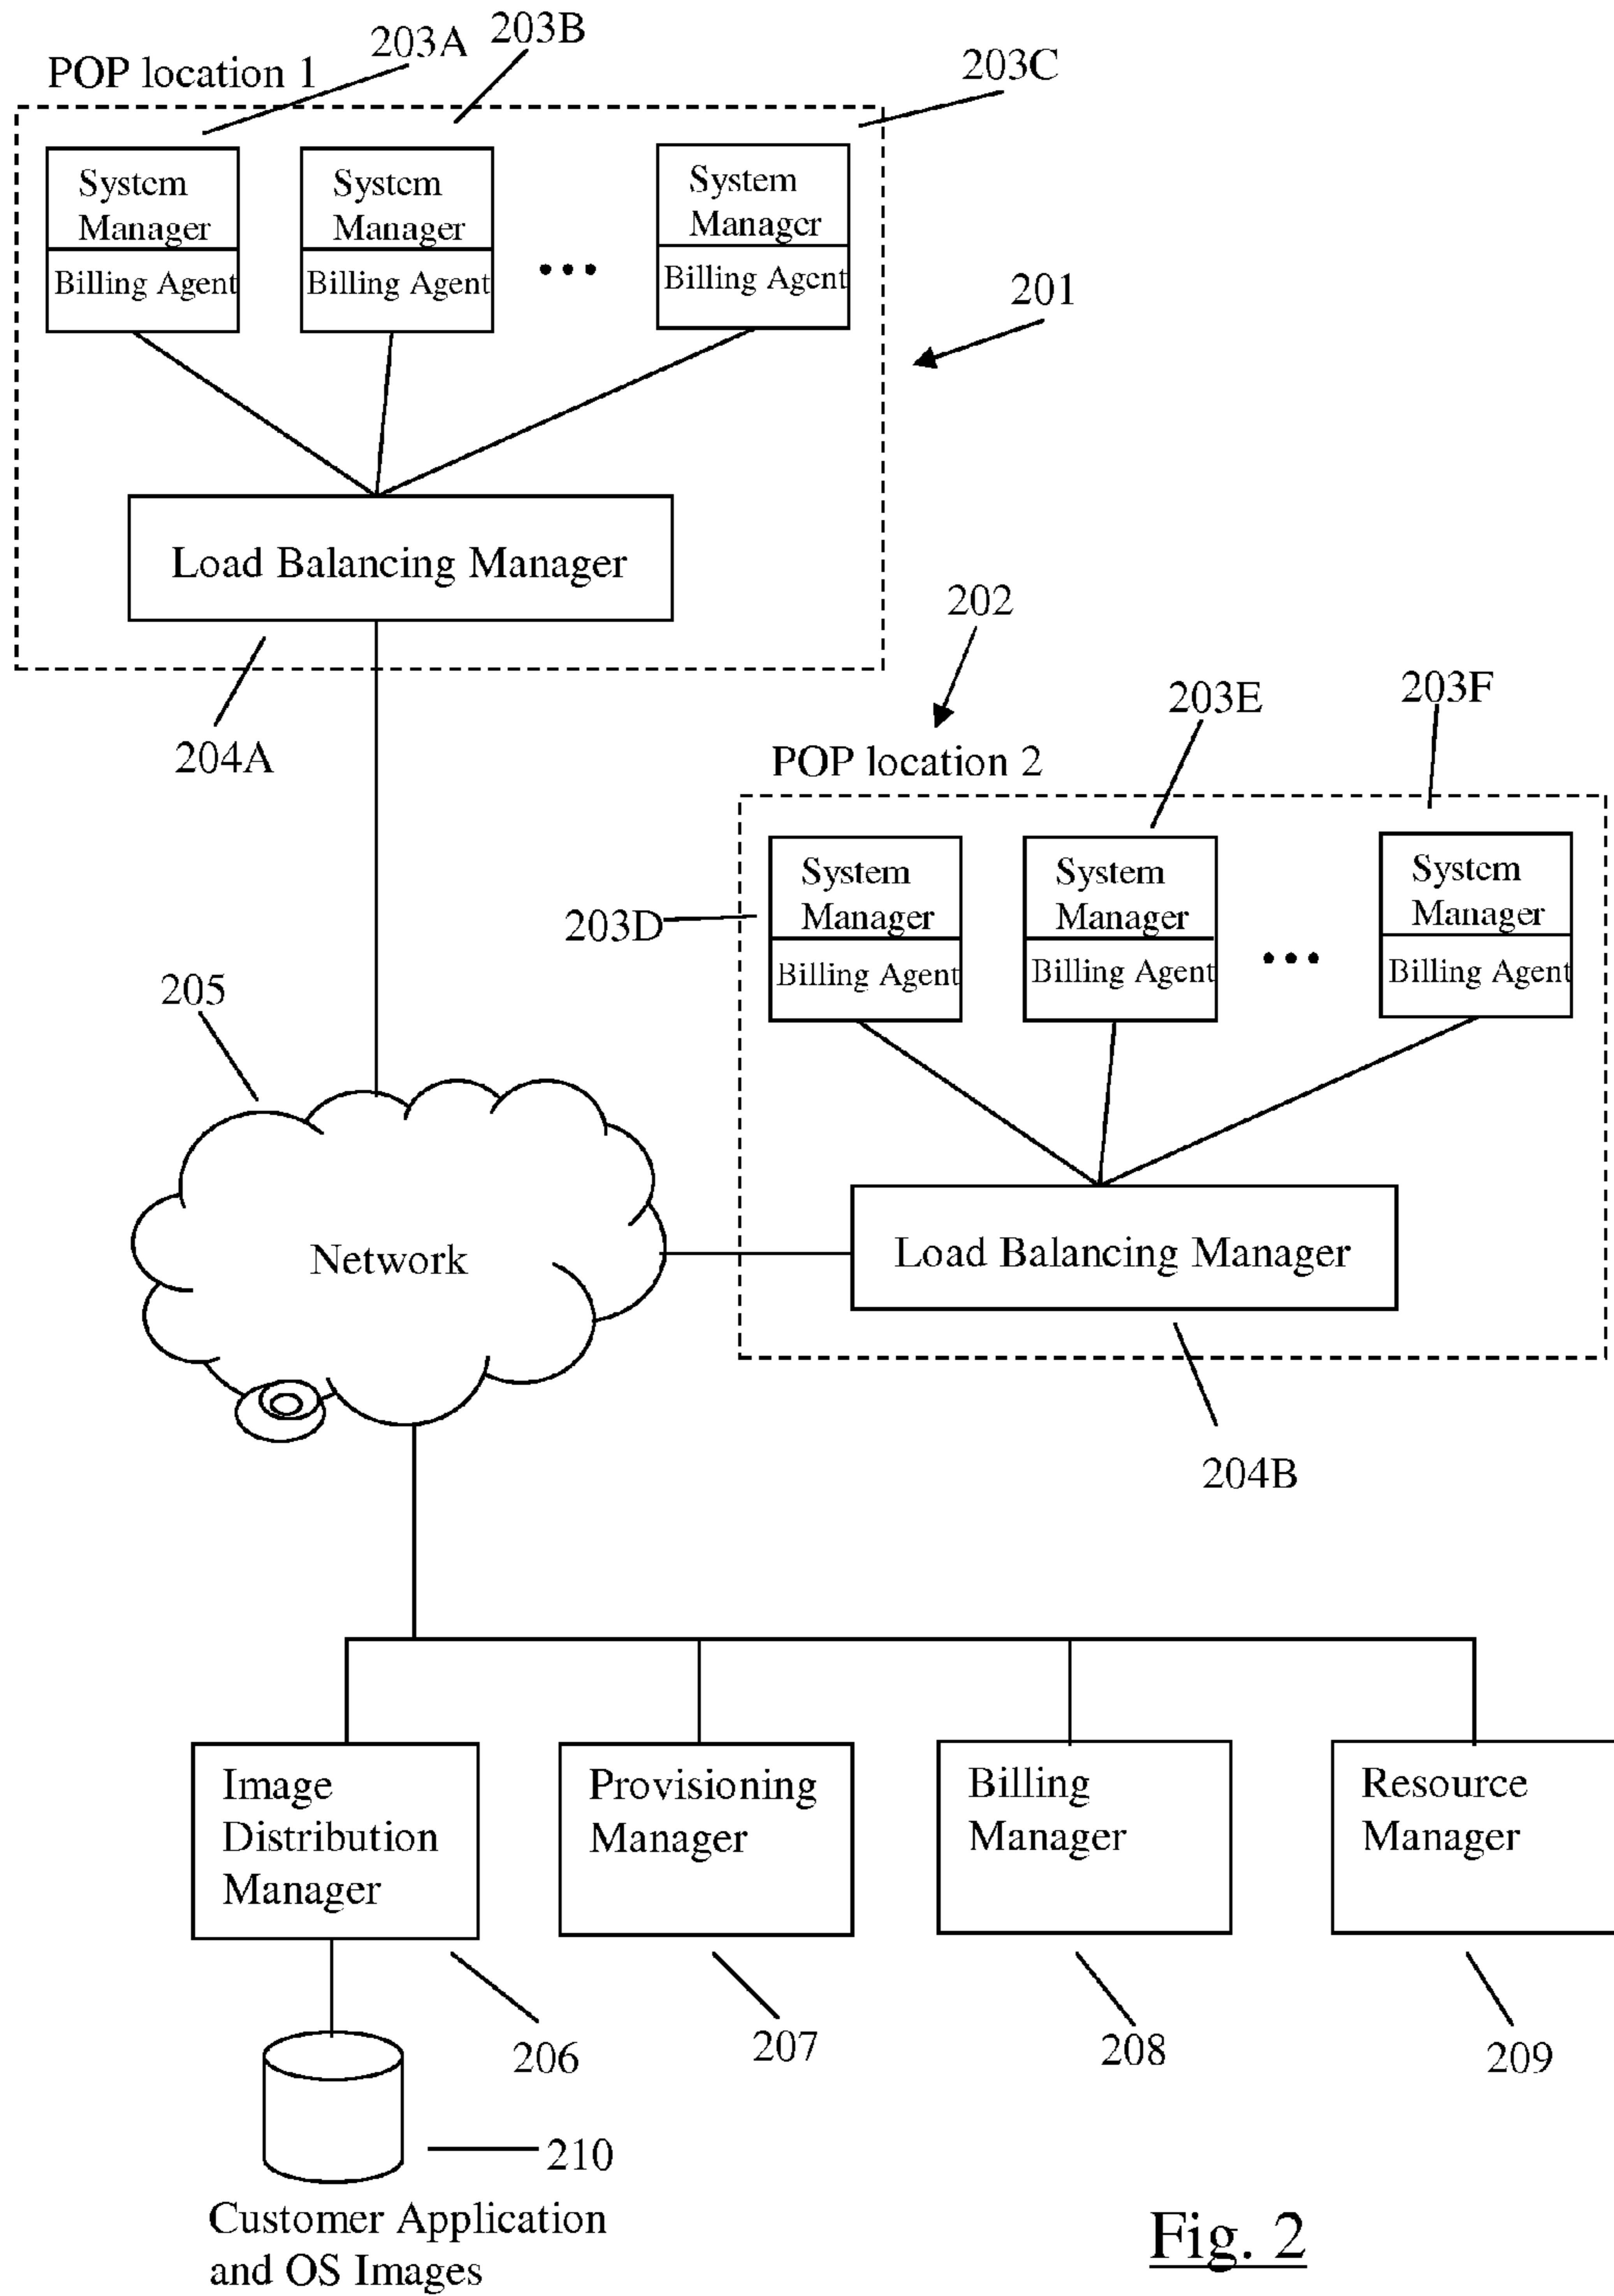 203A
203B
203C
POP location 1
System
Manager
Billing Agent
System
Manager
Billing Agent
System
Manager
Billing Agent
201
Load Balancing Manager
204A
202
203E
203F
POP location 2
203D
System
Manager
Billing Agent
System
Manager
Billing Agent
System
Manager
Billing Agent
205
Network
Load Balancing Manager
204B
Image
Distribution
Manager
Provisioning
Manager
Billing
Manager
Resource
Manager
206
207
208
209
210
Customer Application
and OS Images
Fig. 2